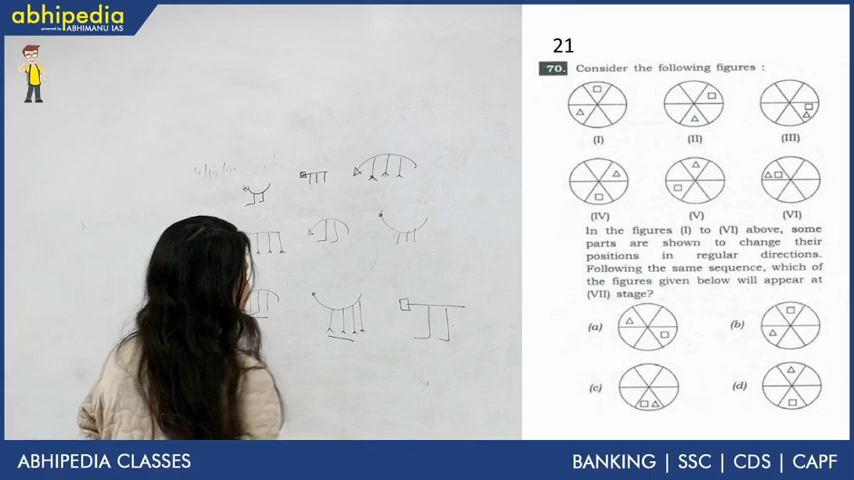 abhipedia
powered by ABHIMANU IAS
21
70. Consider the following figures :
(I) (II) (III)
(IV) (V) (VI)
In the figures (I) to (VI) above, some
parts are shown to change their
positions in regular directions.
Following the same sequence, which of
the figures given below will appear at
(VII) stage?
(a) (b)
(c) (d)
ABHIPEDIA CLASSES
BANKING | SSC | CDS | CAPF